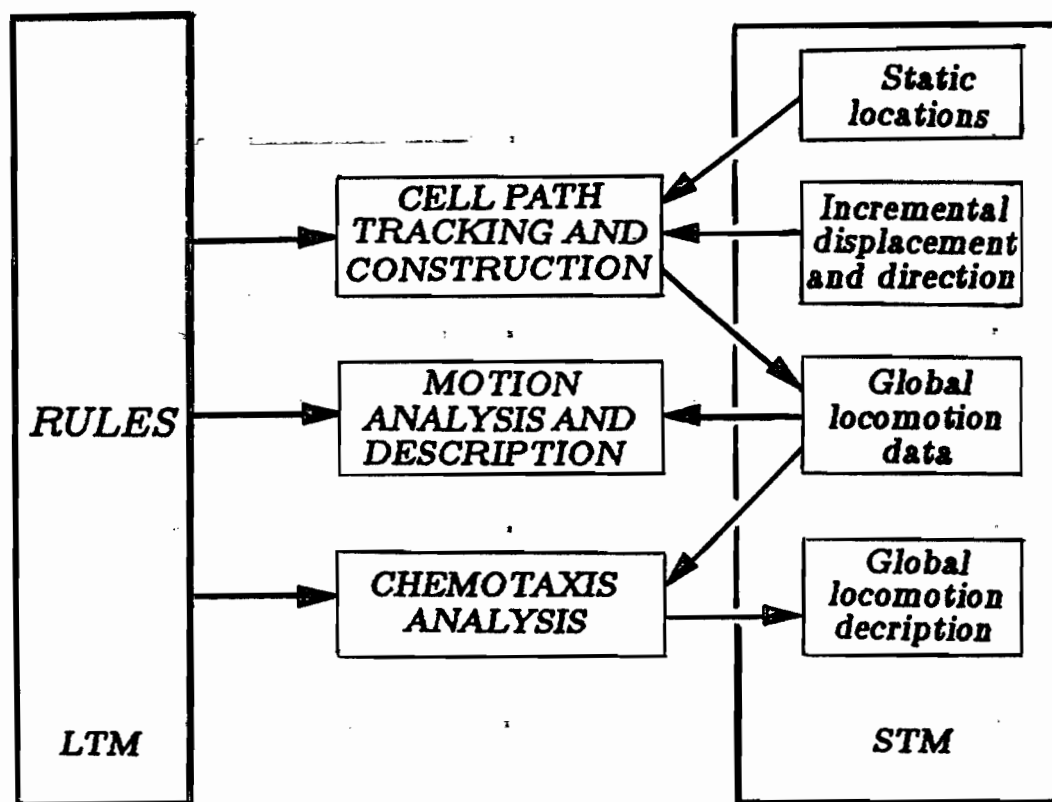 RULES
LTM
CELL PATH
TRACKING AND
CONSTRUCTION
MOTION
ANALYSIS AND
DESCRIPTION
CHEMOTAXIS
ANALYSIS
Static
locations
Incremental
displacement
and direction
Global
locomotion
data
Global
locomotion
decription
STM